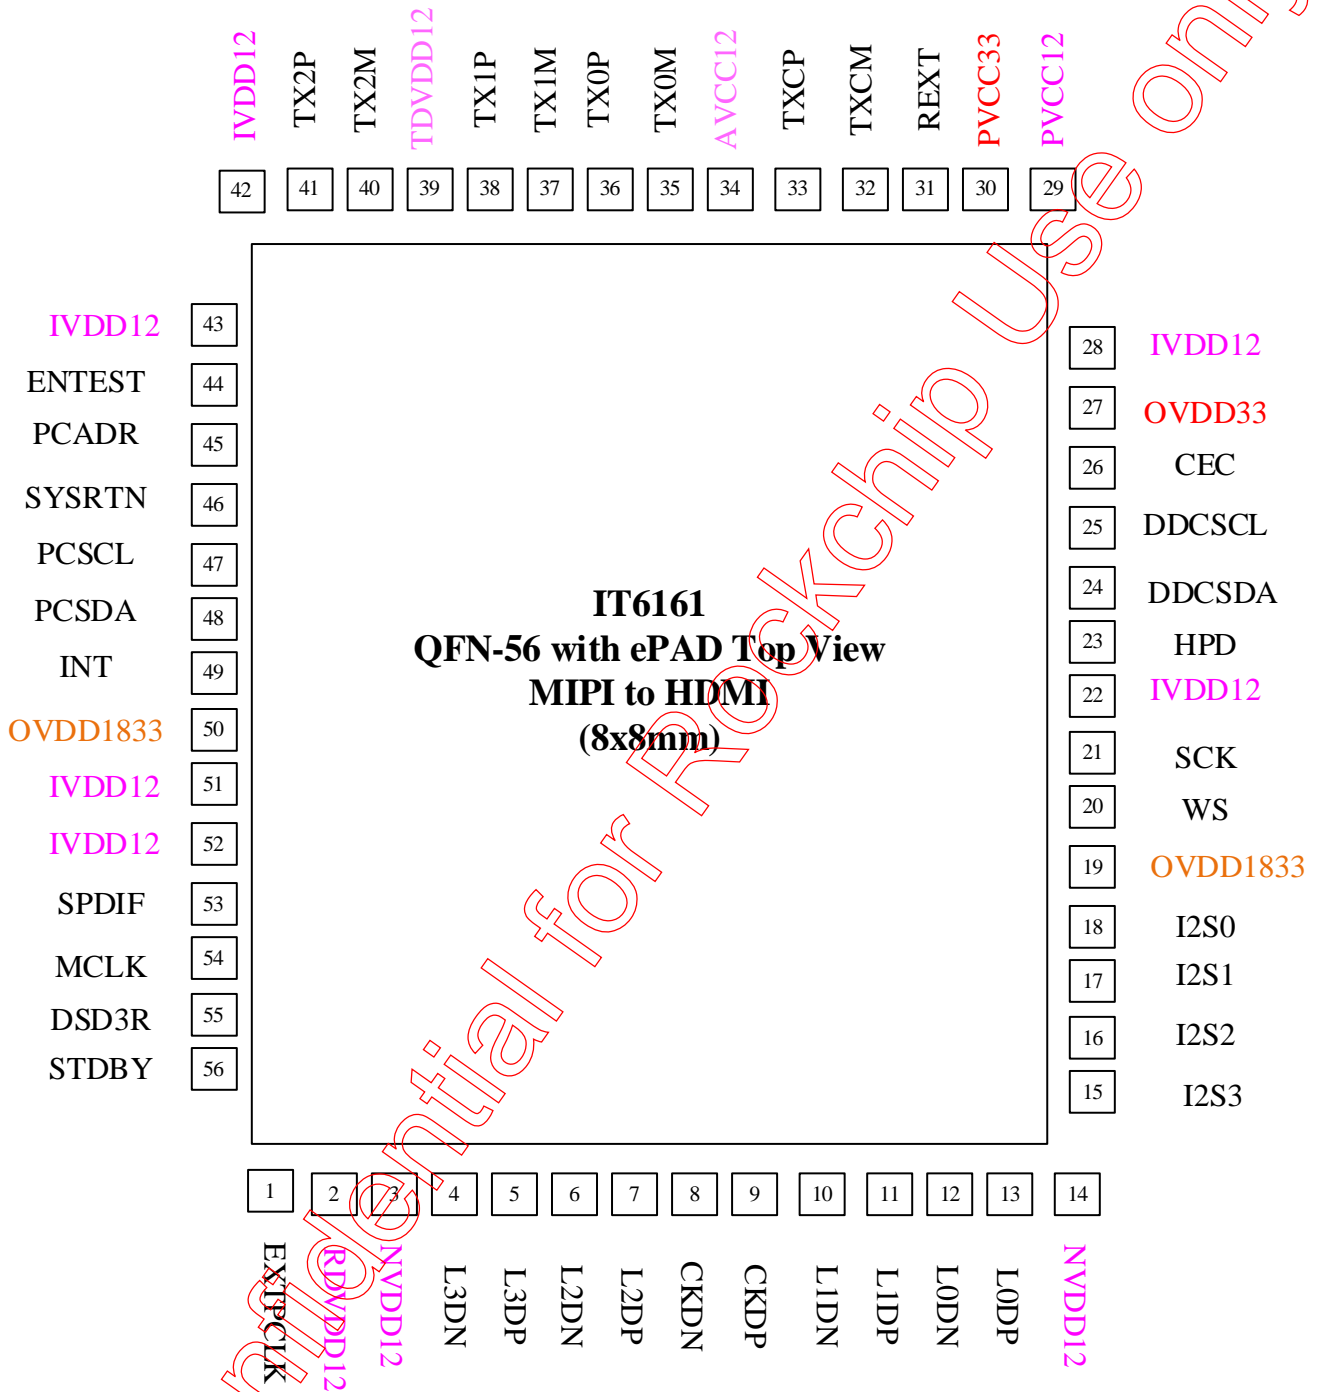 IVDD12
TX2P
TX2M
TDVDD12
TX1P
TX1M
TX0P
TX0M
AVCC12
TXCP
TXCM
REXT
PVCC33
PVCC12
42
41
40
39
38
37
36
35
34
33
32
31
30
29
IVDD12 43
ENTEST 44
PCADR 45
SYSRTN 46
PCSCL 47
PCSDA 48
INT 49
OVDD1833 50
IVDD12 51
IVDD12 52
SPDIF 53
MCLK 54
DSD3R 55
STDBY 56
IT6161
QFN-56 with ePAD Top View
MIPI to HDMI
(8x8mm)
28 IVDD12
27 OVDD33
26 CEC
25 DDCSCL
24 DDCSDA
23 HPD
22 IVDD12
21 SCK
20 WS
19 OVDD1833
18 I2S0
17 I2S1
16 I2S2
15 I2S3
1
2
3
4
5
6
7
8
9
10
11
12
13
14
EXTPCLK
RDVDD12
NVDD12
L3DN
L3DP
L2DN
L2DP
CKDN
CKDP
L1DN
L1DP
L0DN
L0DP
NVDD12
nfidential for Rockchip Use only